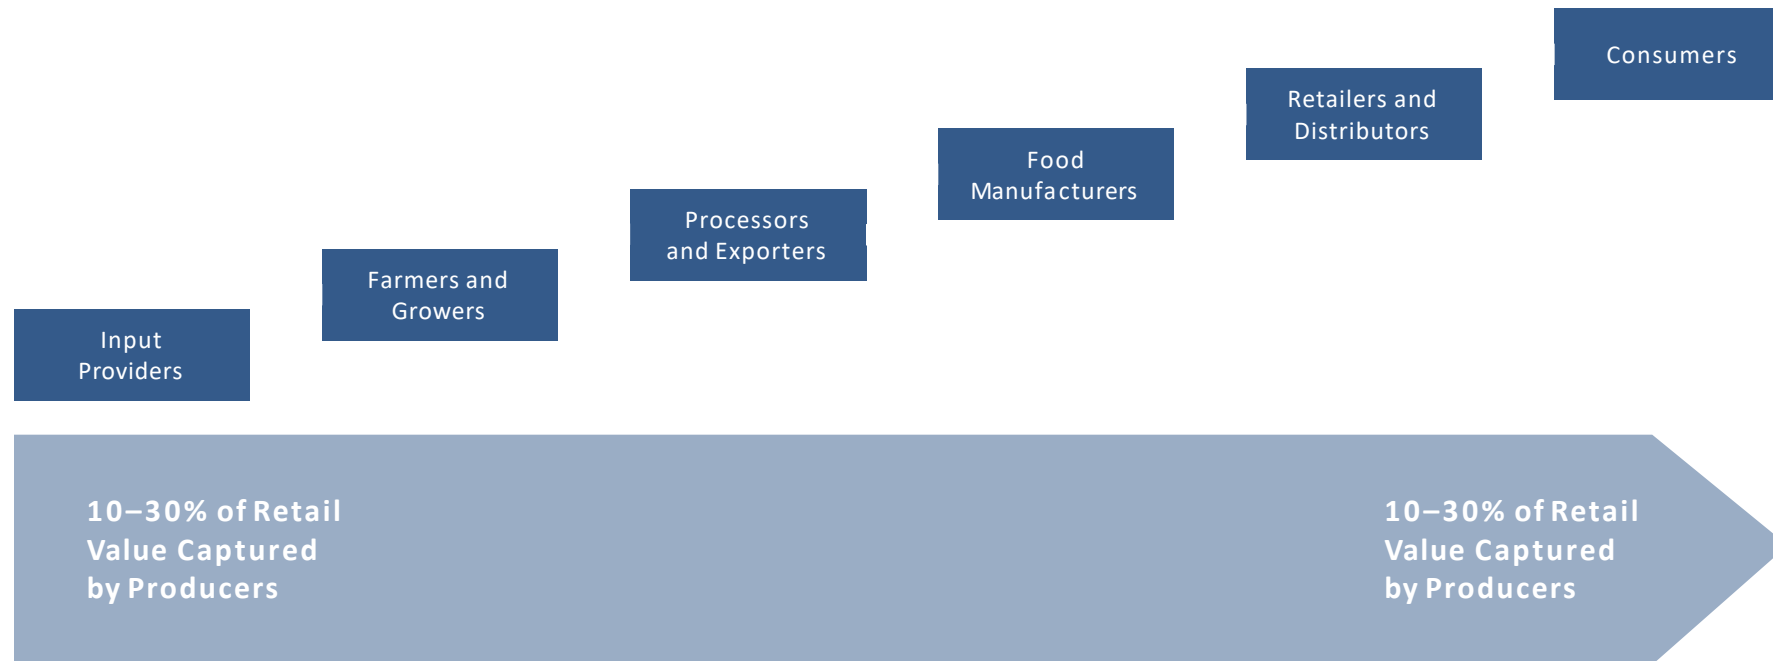 Consumers
Retailers and
Distributors
Food
Manufacturers
Processors
and Exporters
Farmers and
Growers
Input
Providers
10–30% of Retail
Value Captured
by Producers
10–30% of Retail
Value Captured
by Producers